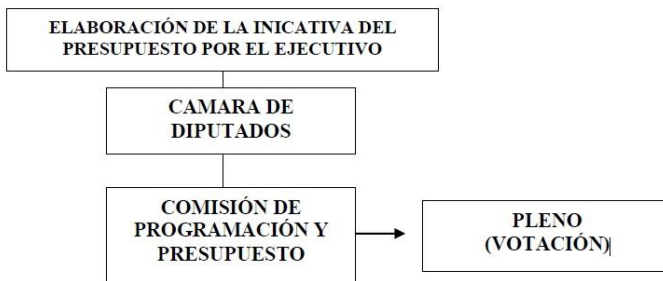 ELABORACIÓN DE LA INICATIVA DEL
PRESUPUESTO POR EL EJECUTIVO
CAMARA DE
DIPUTADOS
COMISIÓN DE
PROGRAMACIÓN Y
PRESUPUESTO
PLENO
(VOTACIÓN)